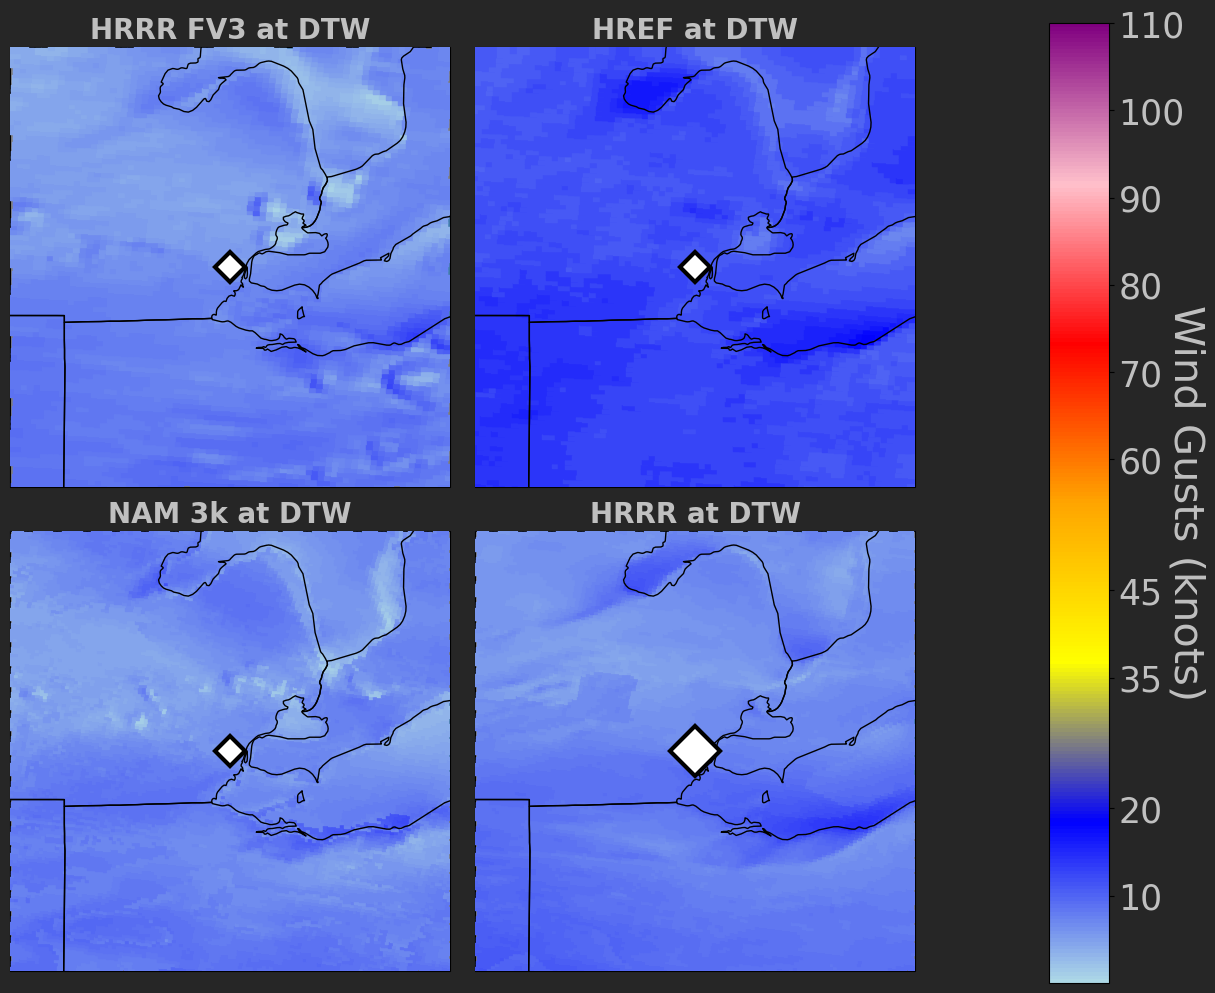 HRRR FV3 at DTW
HREF at DTW
NAM 3k at DTW
HRRR at DTW
110
100
90
80
70
60
45
35
20
10
Wind Gusts (knots)